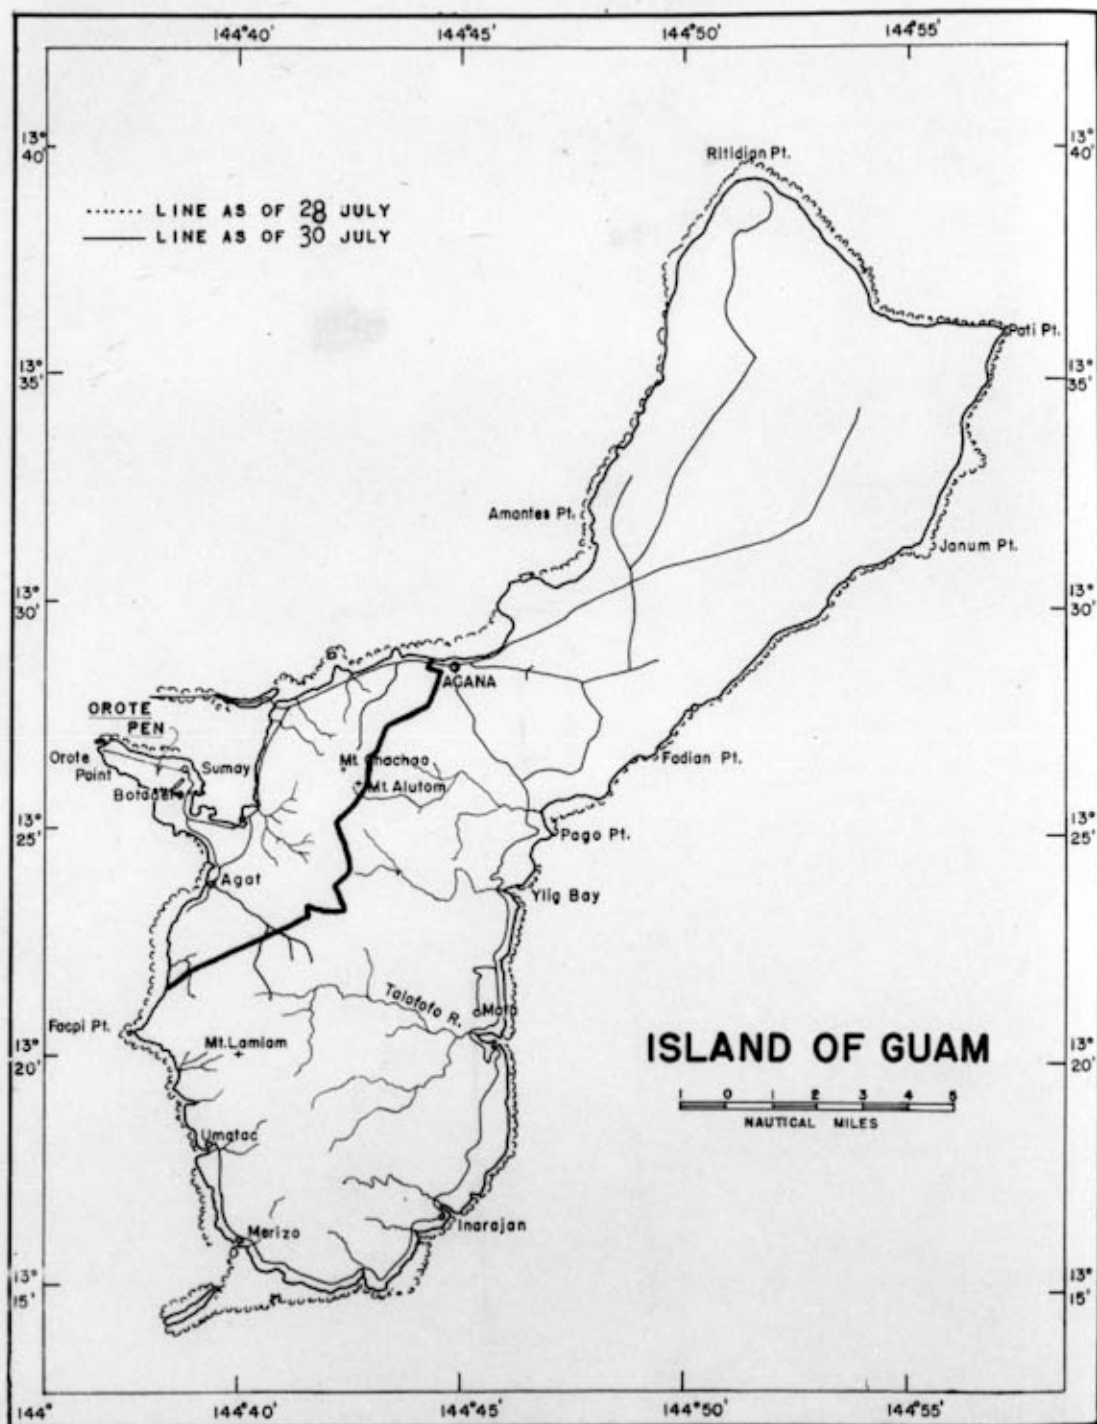 144°40' 144°45' 144°50' 144°55'
13° 40'
13° 40'
Ritidian Pt.
...... LINE AS OF 28 JULY
—— LINE AS OF 30 JULY
Pati Pt.
13° 35'
13° 35'
Amantes Pt.
Janum Pt.
13° 30'
13° 30'
AGANA
OROTE
PEN
Orote
Point
Sumay
Mt. Chachao
Fadian Pt.
Mt. Alutom
13° 25'
13° 25'
Pago Pt.
Agat
Ylig Bay
Talofofo R.
Facpi Pt.
Mt. Lamlam
13° 20'
13° 20'
ISLAND OF GUAM
1 0 1 2 3 4 5
NAUTICAL MILES
Umatac
Inarajan
Merizo
13° 15'
13° 15'
144° 144°40' 144°45' 144°50' 144°55'